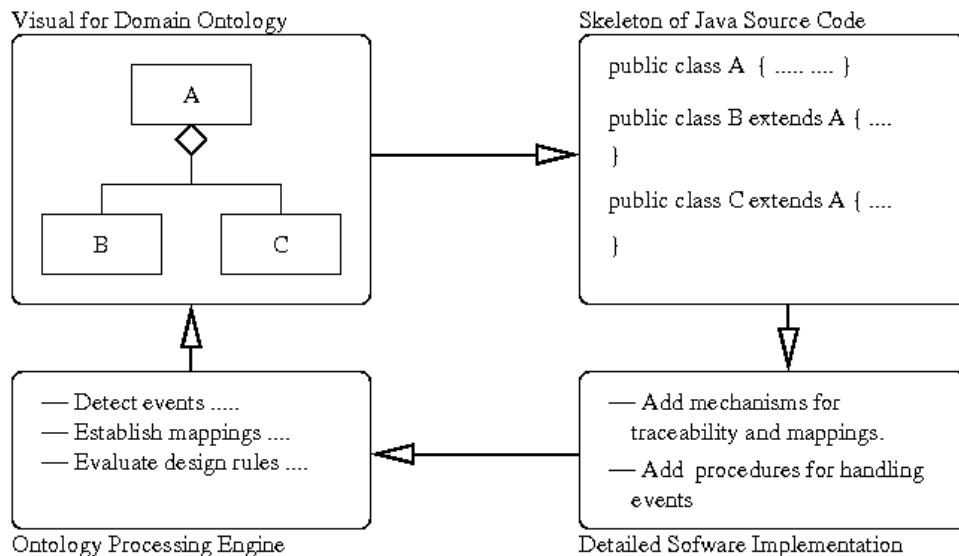 Visual for Domain Ontology
A
B
C
Skeleton of Java Source Code
public class A { ..... .... }
public class B extends A { ....
}
public class C extends A { ....
}
— Detect events .....
— Establish mappings ....
— Evaluate design rules ....
Ontology Processing Engine
— Add mechanisms for
traceability and mappings.
— Add procedures for handling
events
Detailed Sofware Implementation